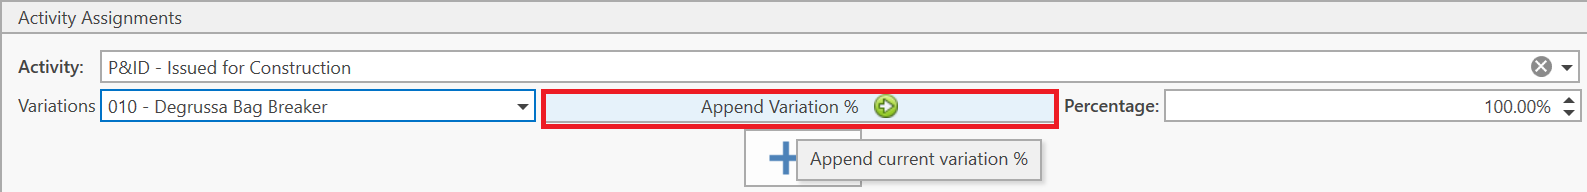 Activity Assignments
Activity: P&ID - Issued for Construction
Variations 010 - Degrussa Bag Breaker Append Variation % Percentage: 100.00%
Append current variation %